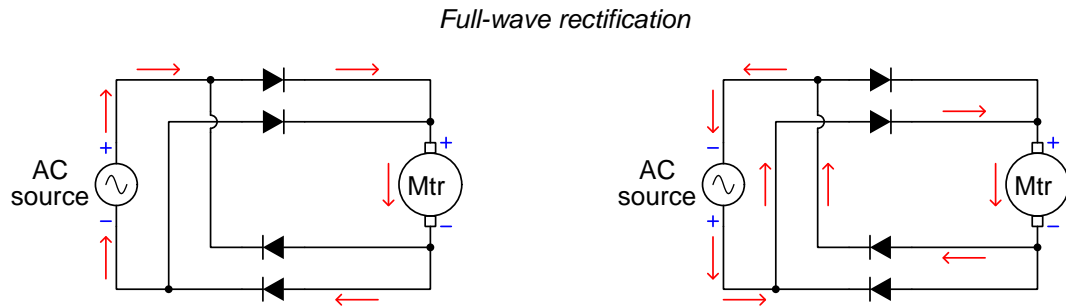 Full-wave rectification
+
AC
source
−
+
Mtr
−
−
AC
source
+
+
Mtr
−